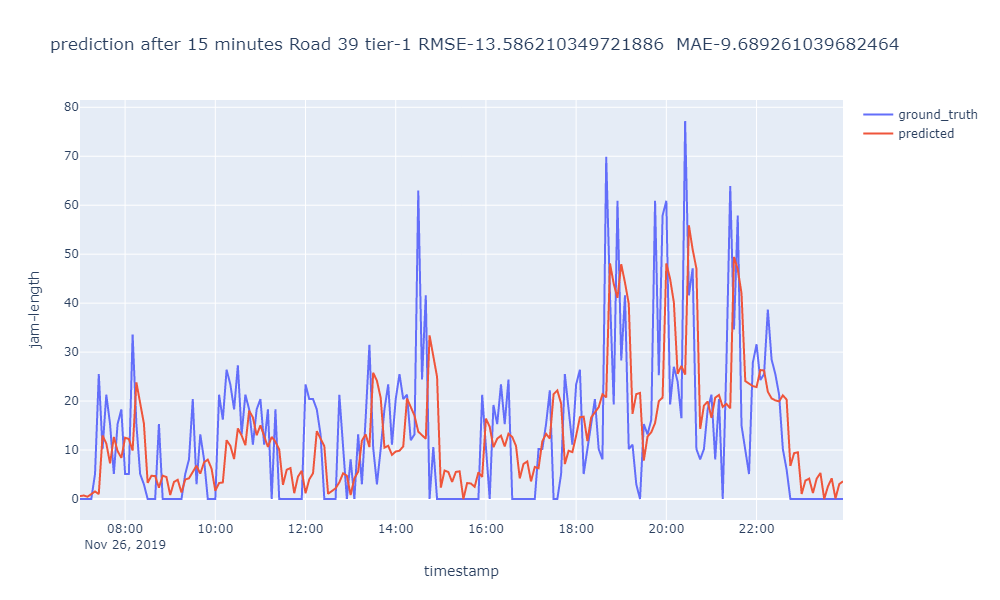 prediction after 15 minutes Road 39 tier-1 RMSE-13.586210349721886  MAE-9.689261039682464
ground_truth
predicted
80
70
60
50
40
30
20
10
0
jam-length
08:00 10:00 12:00 14:00 16:00 18:00 20:00 22:00
Nov 26, 2019
timestamp